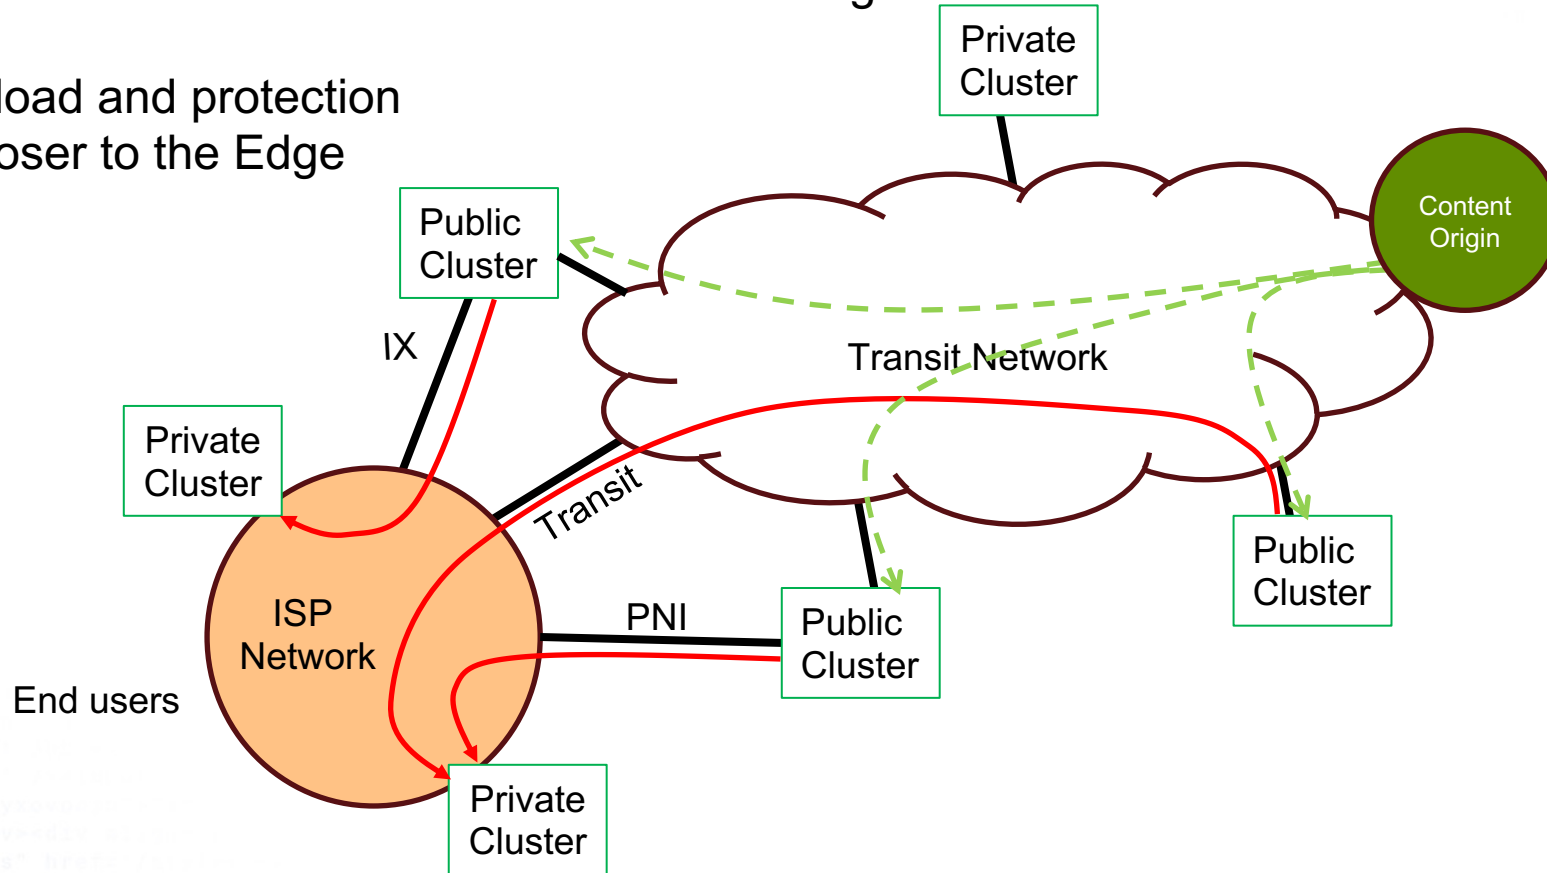 Private
Cluster
load and protection
oser to the Edge
Content
Origin
Public
Cluster
IX
Transit Network
Private
Cluster
Transit
Public
Cluster
ISP
Network
PNI
Public
Cluster
End users
Private
Cluster